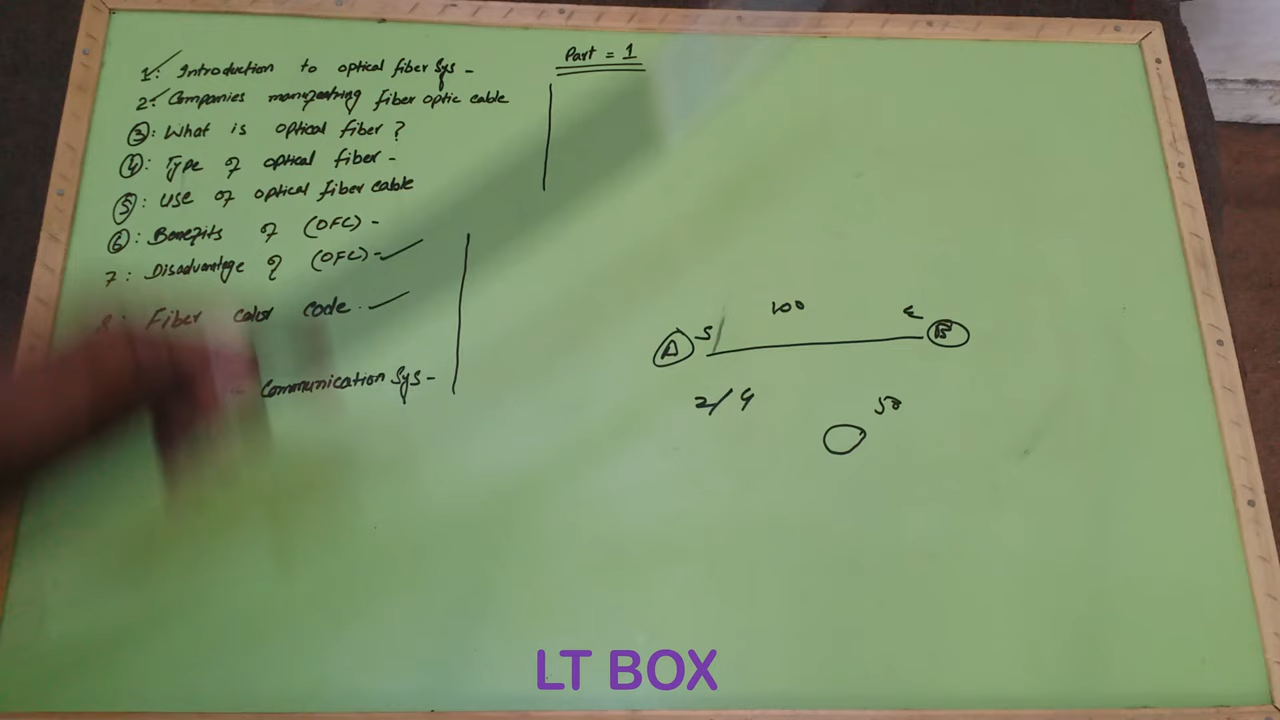 Part = 1
1: Introduction to optical fiber Sys -
2: Companies fiber optic cable
3: What is optical fiber ?
4: Type of optical fiber -
5: Use of optical fiber cable
6: Benefits of (OFC) -
7: Disadvantage of (OFC) -
8: Fiber color code.
- Communication Sys -
A S 100 E B
2/4 50
LT BOX